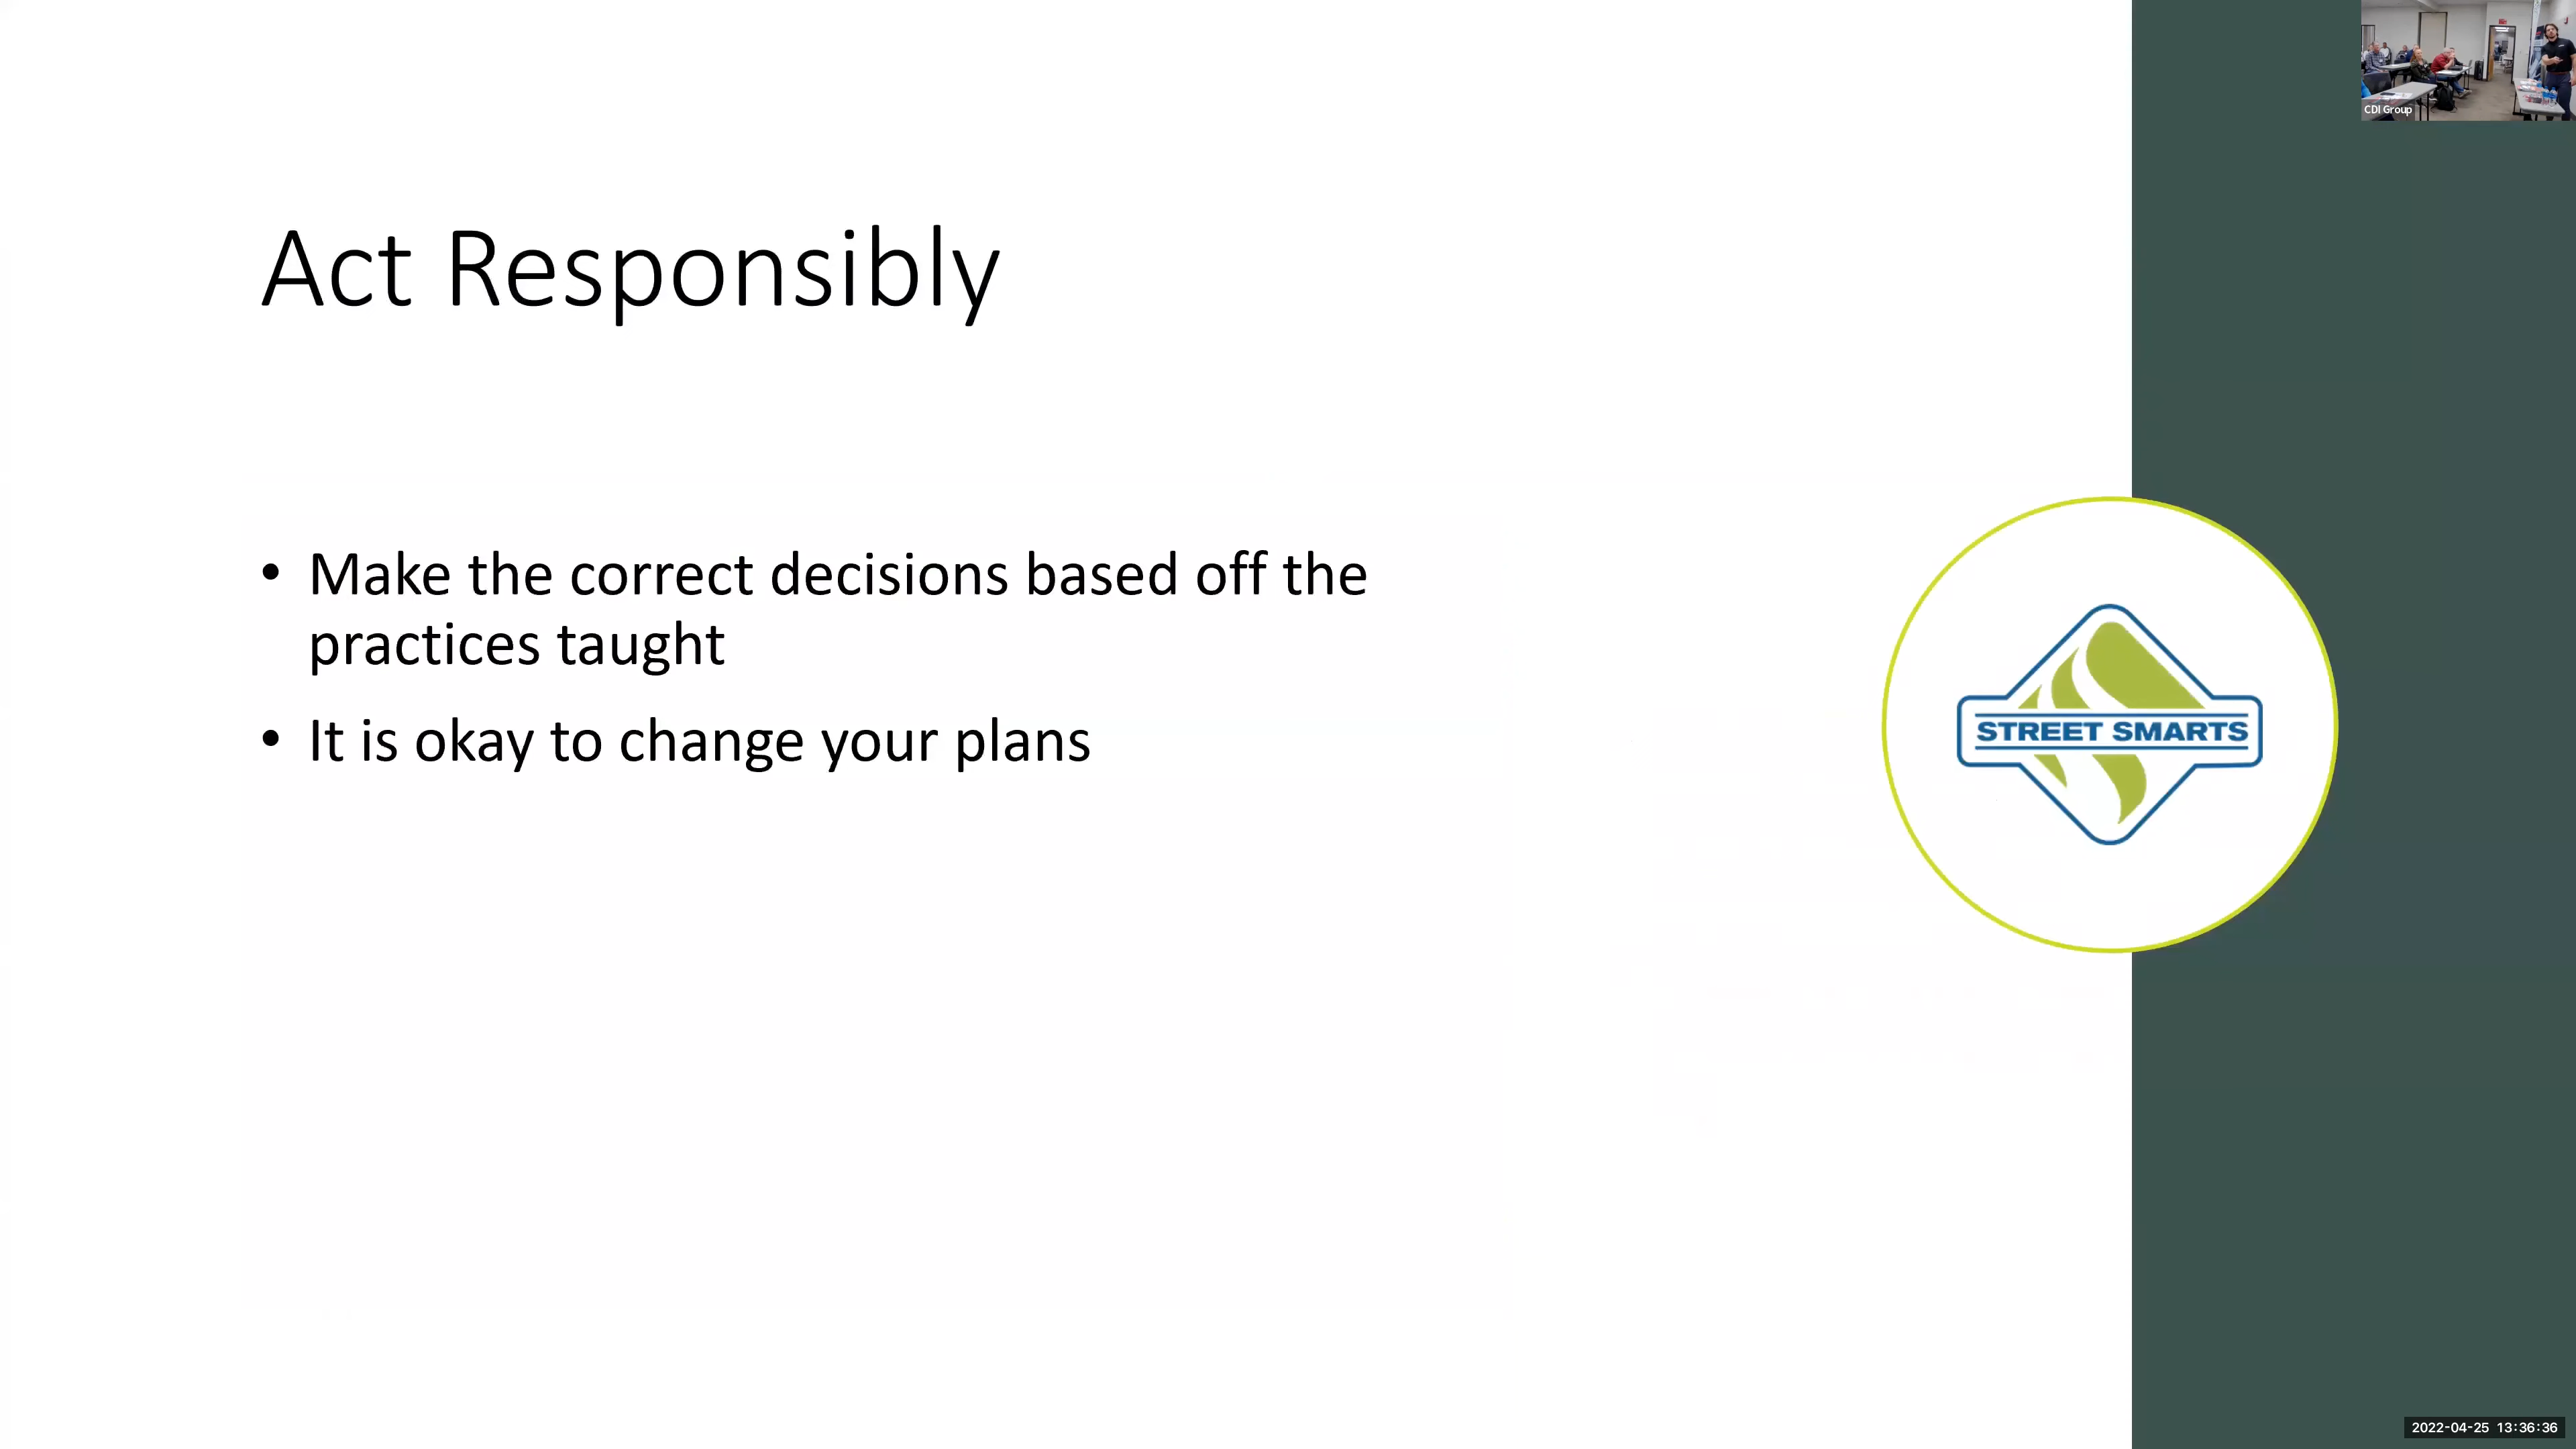 CDI Group
Act Responsibly
• Make the correct decisions based off the
practices taught
• It is okay to change your plans
STREET SMARTS
2022-04-25 13:36:36